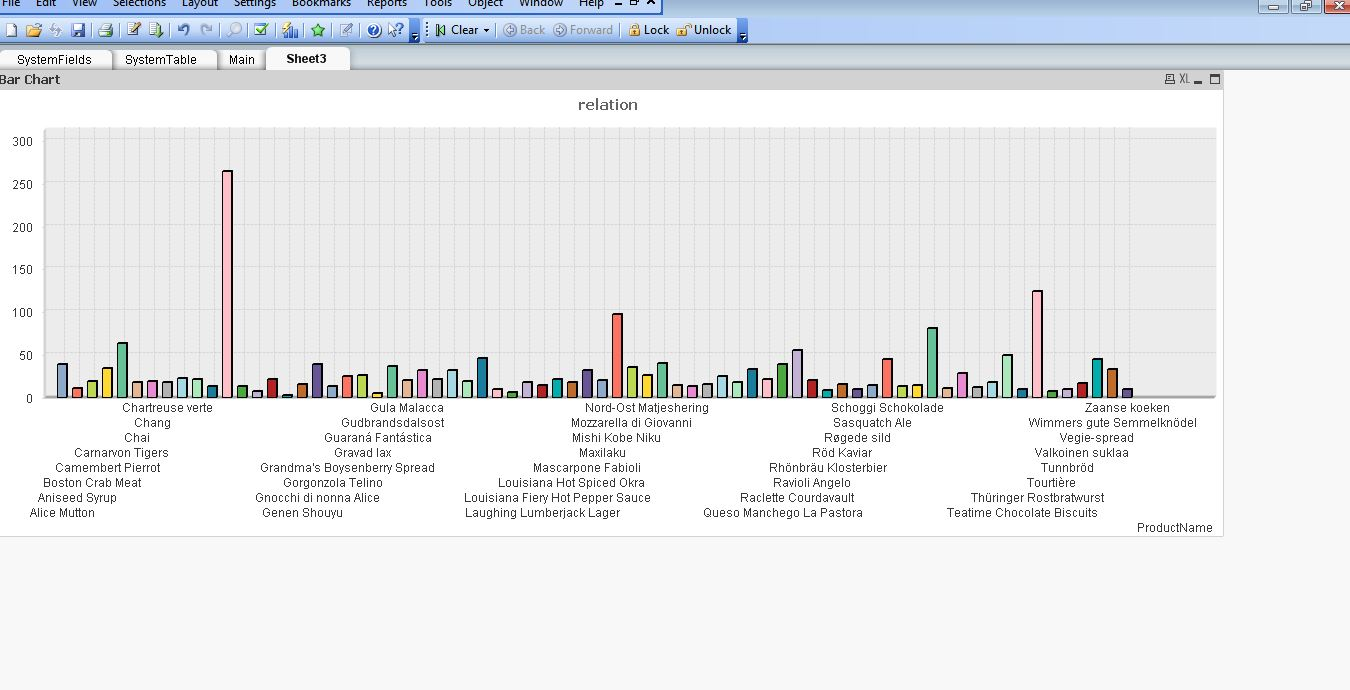 File Edit View Selections Layout Settings Bookmarks Reports Tools Object Window Help
Clear Back Forward Lock Unlock
SystemFields SystemTable Main Sheet3
Bar Chart XL
relation
300
250
200
150
100
50
0
Chartreuse verte Gula Malacca Nord-Ost Matjeshering Schoggi Schokolade Zaanse koeken
Chang Gudbrandsdalsost Mozzarella di Giovanni Sasquatch Ale Wimmers gute Semmelknödel
Chai Guaraná Fantástica Mishi Kobe Niku Røgede sild Vegie-spread
Carnarvon Tigers Gravad lax Maxilaku Röd Kaviar Valkoinen suklaa
Camembert Pierrot Grandma's Boysenberry Spread Mascarpone Fabioli Rhönbräu Klosterbier Tunnbröd
Boston Crab Meat Gorgonzola Telino Louisiana Hot Spiced Okra Ravioli Angelo Tourtière
Aniseed Syrup Gnocchi di nonna Alice Louisiana Fiery Hot Pepper Sauce Raclette Courdavault Thüringer Rostbratwurst
Alice Mutton Genen Shouyu Laughing Lumberjack Lager Queso Manchego La Pastora Teatime Chocolate Biscuits
ProductName